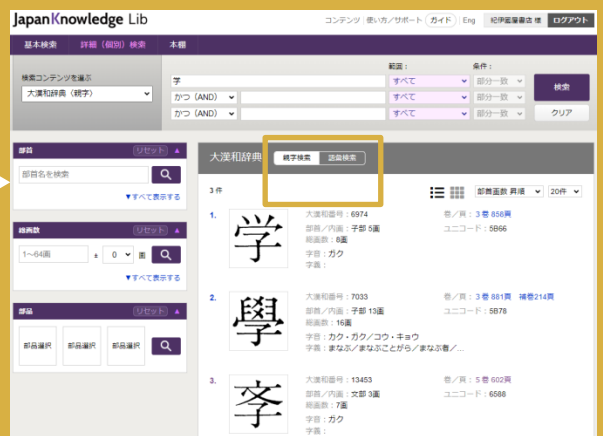 JapanKnowledge Lib
コンテンツ 使い方/サポート ガイド Eng 紀伊國屋書店 様 ログアウト
基本検索 詳細（個別）検索 本棚
検索コンテンツを選ぶ
大漢和辞典（親字）
範囲： 条件：
学 すべて 部分一致
かつ（AND） すべて 部分一致
かつ（AND） すべて 部分一致
検索
クリア
部首 リセット
部首名を検索
▼すべて表示する
総画数 リセット
1～64画 ± 0 画
▼すべて表示する
部品 リセット
部品選択 部品選択 部品選択
大漢和辞典 親字検索 語彙検索
3 件
部首画数 昇順 20件
1.
学
大漢和番号：6974 巻／頁：3 巻 858頁
部首／内画：子部 5画 ユニコード：5B66
総画数：8画
字音：ガク
字義：
2.
學
大漢和番号：7033 巻／頁：3 巻 881頁 補巻214頁
部首／内画：子部 13画 ユニコード：5B78
総画数：16画
字音：カク・ガク／コウ・キョウ
字義：まなぶ／まなぶことがら／まなぶ者／...
3.
斈
大漢和番号：13453 巻／頁：5 巻 602頁
部首／内画：文部 3画 ユニコード：6588
総画数：7画
字音：ガク
字義：